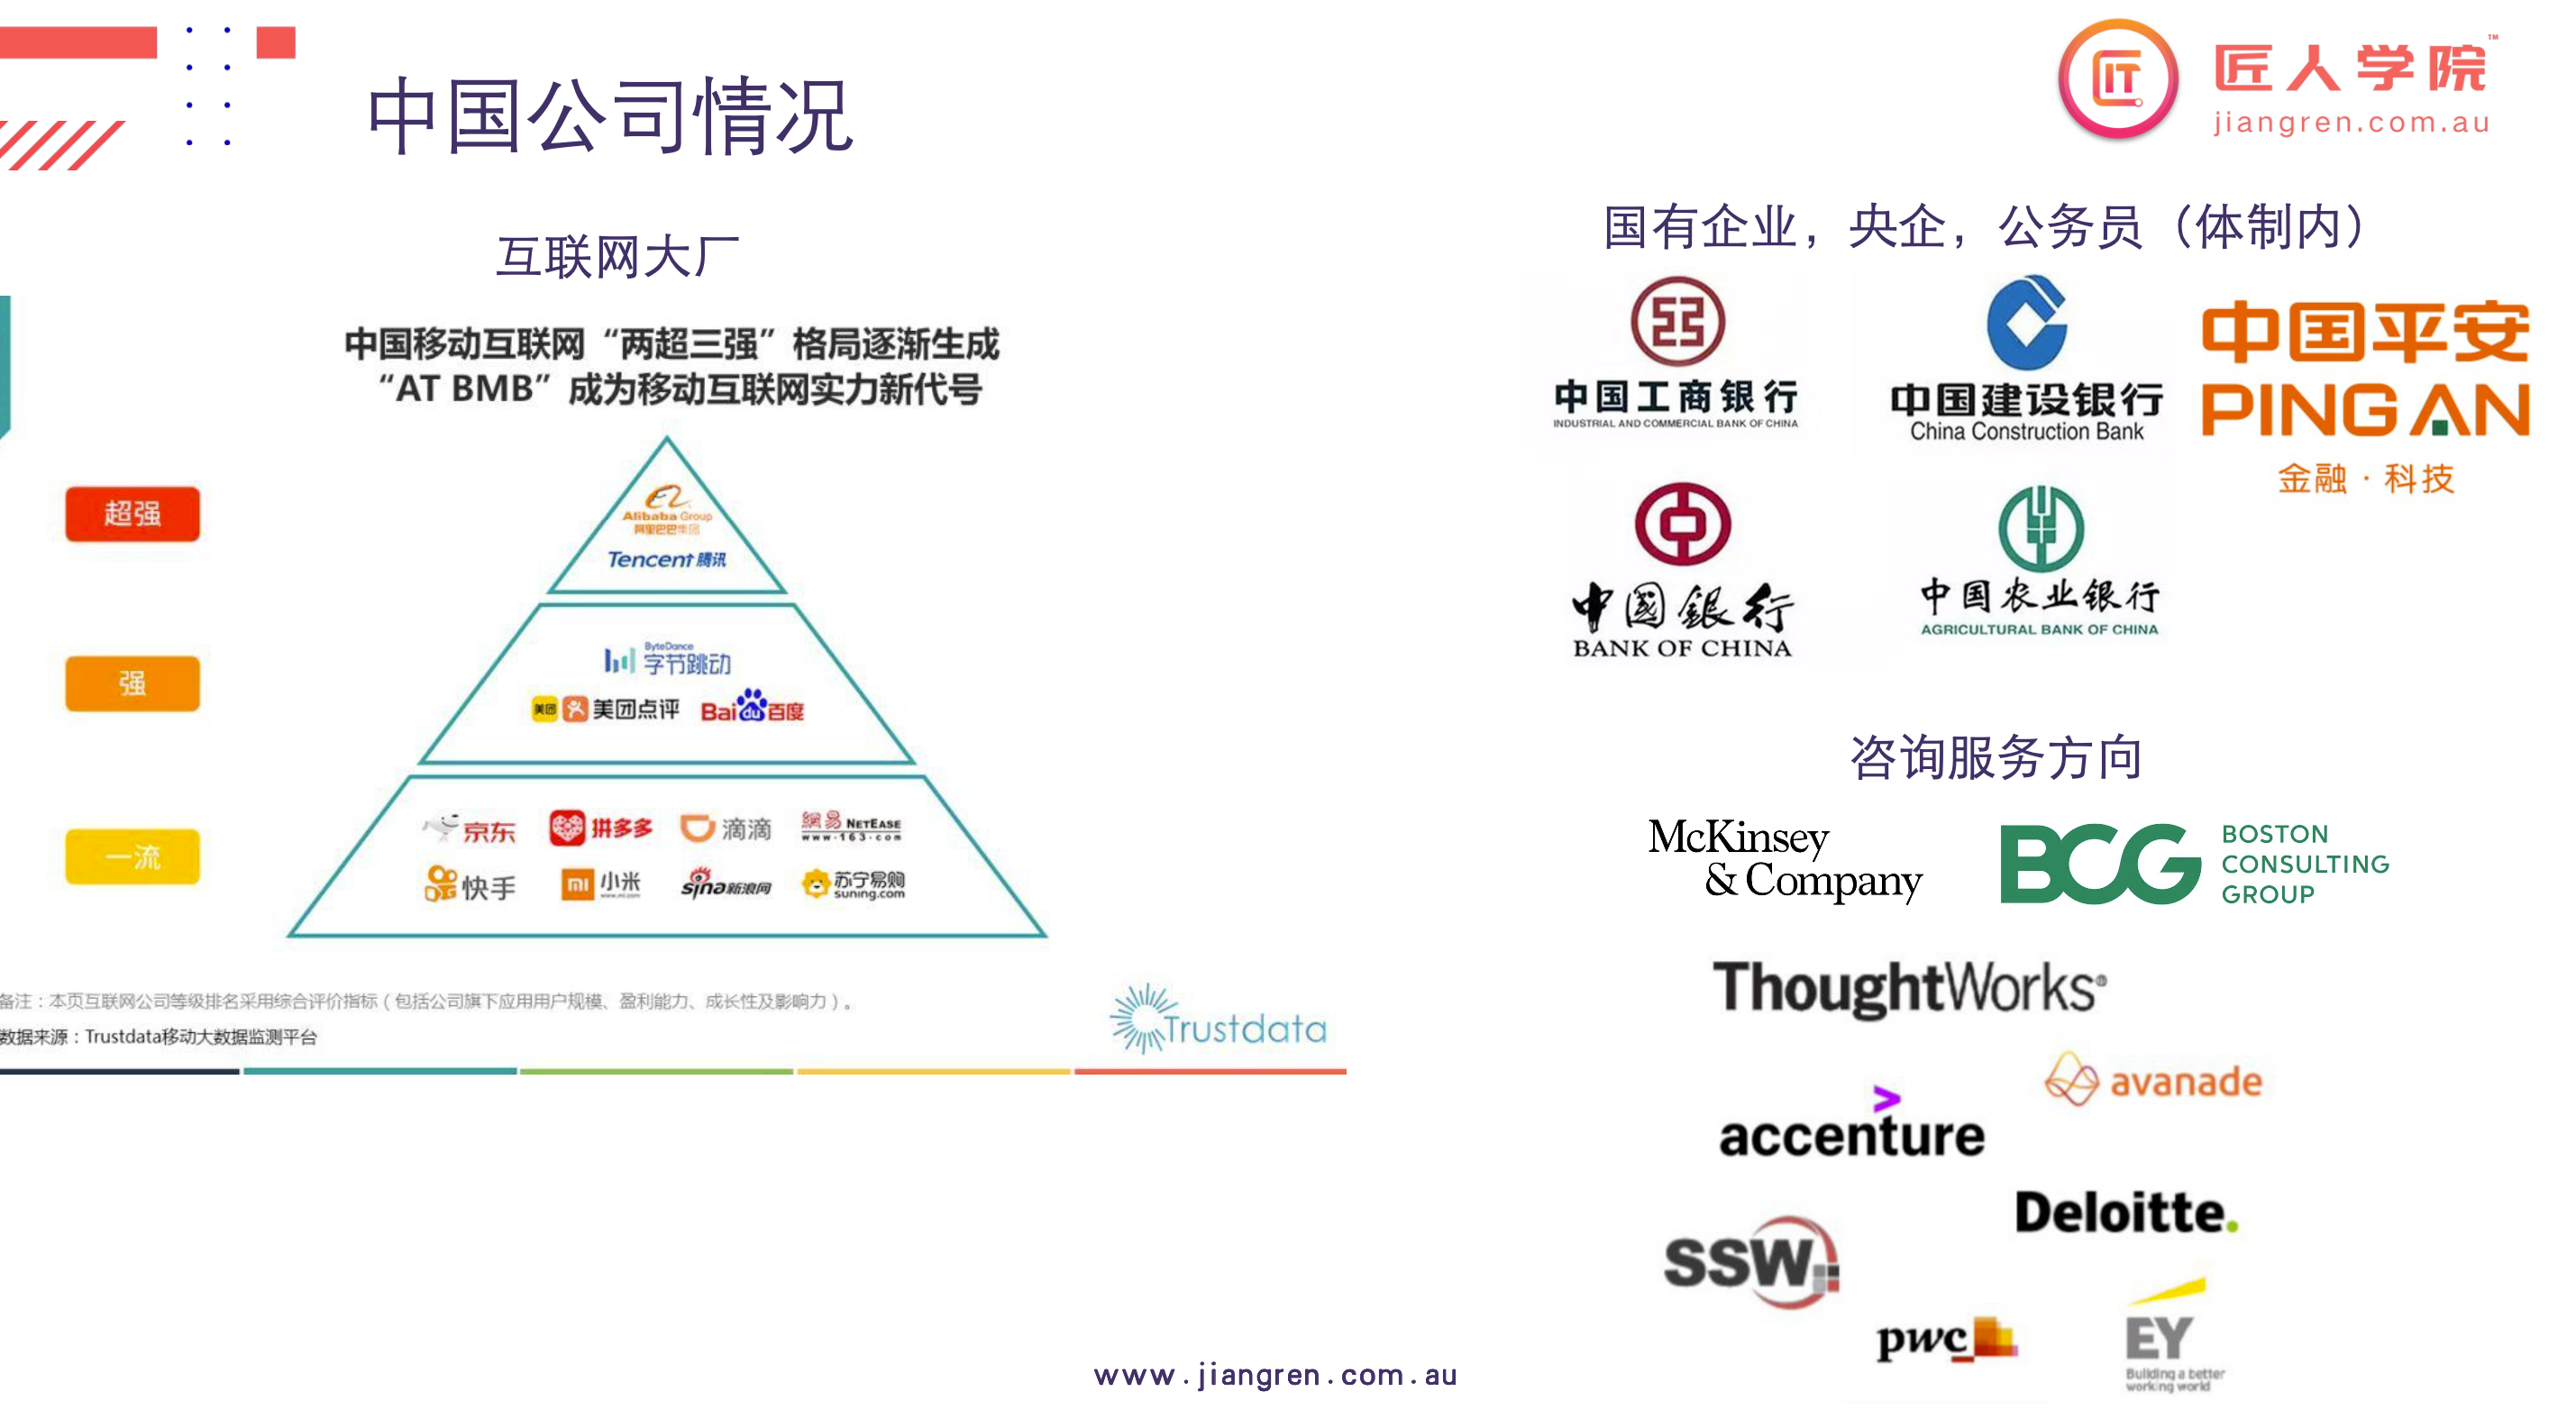 中国公司情况
IT
匠人学院™
jiangren.com.au
互联网大厂
中国移动互联网“两超三强”格局逐渐生成
“AT BMB”成为移动互联网实力新代号
超强
Alibaba Group
阿里巴巴集团
Tencent 腾讯
强
ByteDance
字节跳动
美团 美团点评 Bai du 百度
一流
京东 拼多多 滴滴 網易 NETEASE
www.163.com
快手 mi 小米 www.mi.com sina新浪网 苏宁易购
suning.com
备注：本页互联网公司等级排名采用综合评价指标（包括公司旗下应用用户规模、盈利能力、成长性及影响力）。
数据来源：Trustdata移动大数据监测平台
Trustdata
国有企业，央企，公务员（体制内）
中国工商银行
INDUSTRIAL AND COMMERCIAL BANK OF CHINA
中国建设银行
China Construction Bank
中国平安
PING AN
金融·科技
中國銀行
BANK OF CHINA
中国农业银行
AGRICULTURAL BANK OF CHINA
咨询服务方向
McKinsey
& Company
BCG
BOSTON
CONSULTING
GROUP
ThoughtWorks®
avanade
accenture
Deloitte.
SSW
pwc
EY
Building a better
working world
www.jiangren.com.au